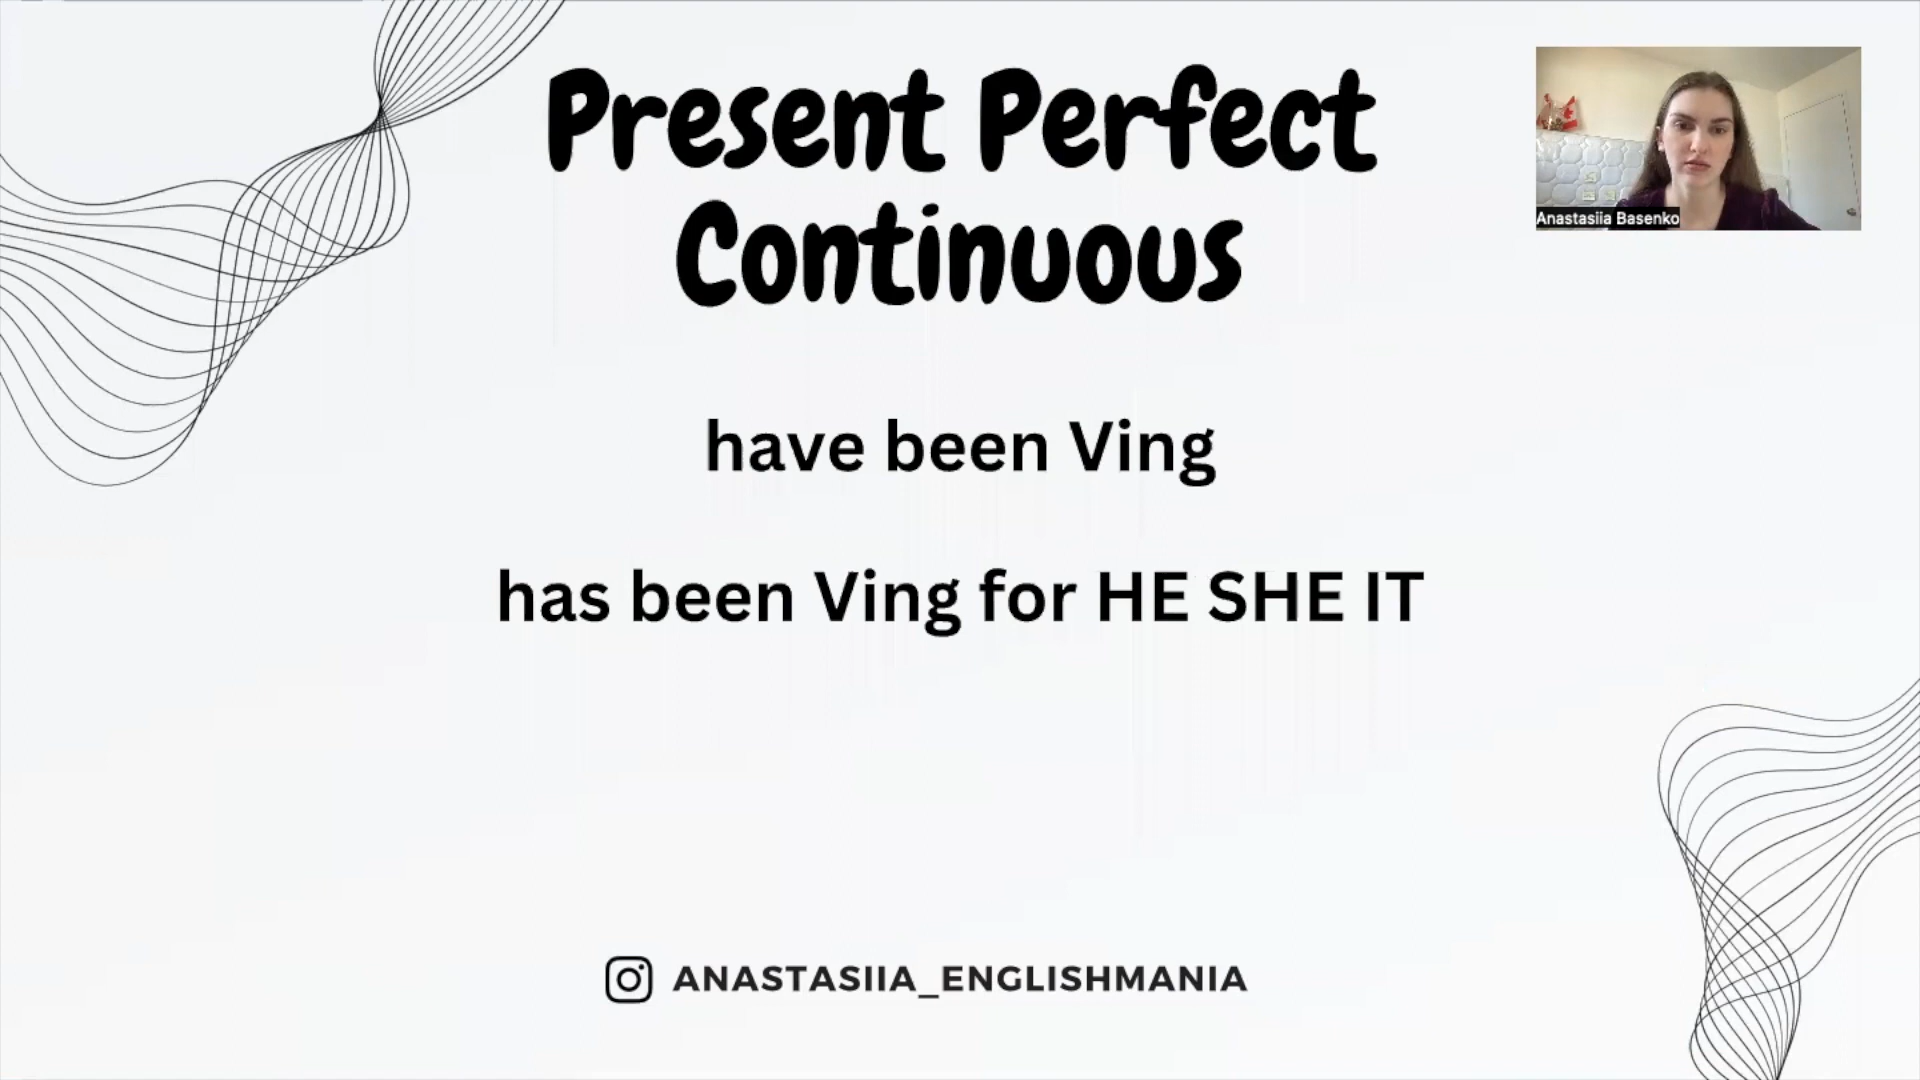 Present Perfect
Continuous
Anastasiia Basenko
have been Ving
has been Ving for HE SHE IT
ANASTASIIA_ENGLISHMANIA